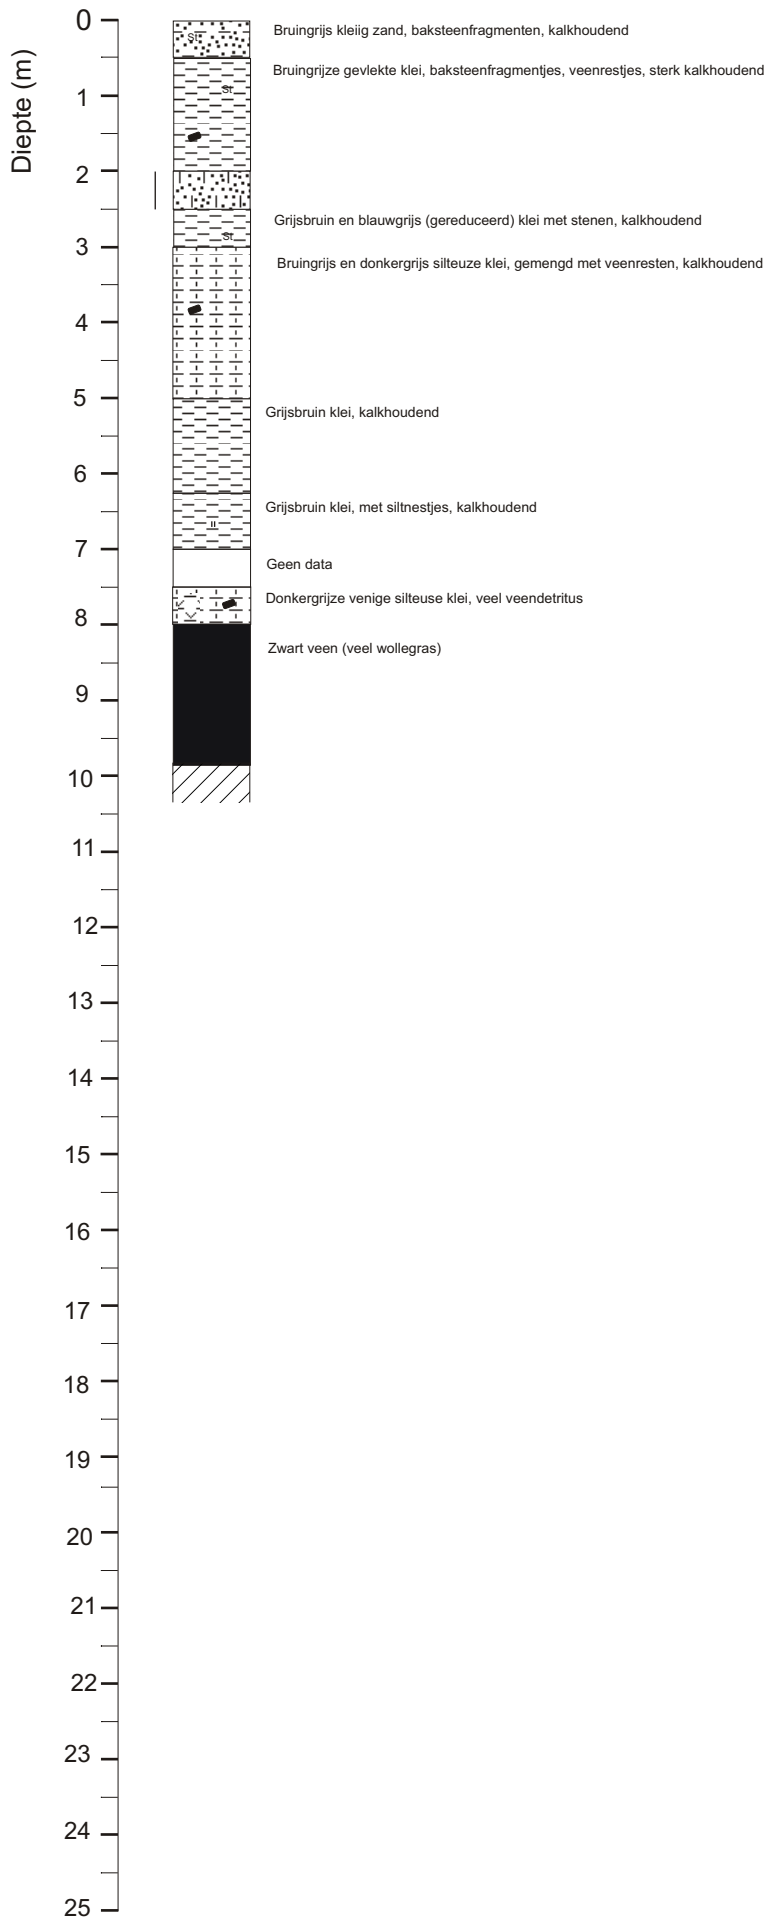 Diepte (m)
0
St
Bruingrijs kleiig zand, baksteenfragmenten, kalkhoudend
Bruingrijze gevlekte klei, baksteenfragmentjes, veenrestjes, sterk kalkhoudend
St
1
2
Grijsbruin en blauwgrijs (gereduceerd) klei met stenen, kalkhoudend
St
3
Bruingrijs en donkergrijs silteuze klei, gemengd met veenresten, kalkhoudend
4
5
Grijsbruin klei, kalkhoudend
6
Grijsbruin klei, met siltnestjes, kalkhoudend
7
Geen data
Donkergrijze venige silteuse klei, veel veendetritus
8
Zwart veen (veel wollegras)
9
10
11
12
13
14
15
16
17
18
19
20
21
22
23
24
25